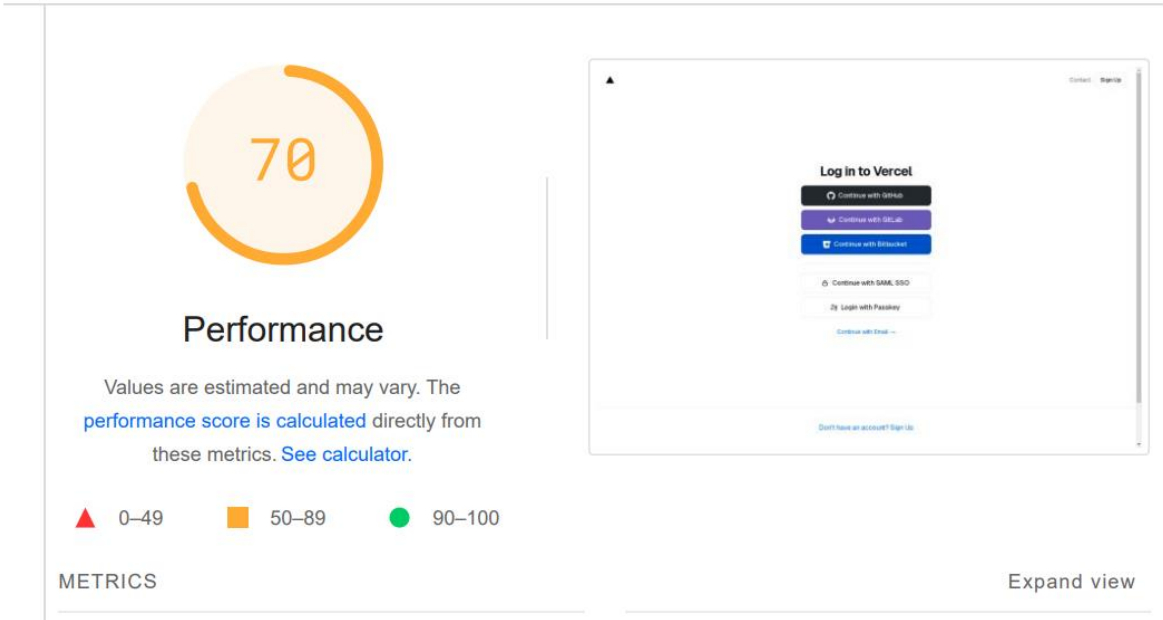 70
Performance
Values are estimated and may vary. The
performance score is calculated directly from
these metrics. See calculator.
0–49
50–89
90–100
Contact
Sign Up
Log in to Vercel
Continue with GitHub
Continue with GitLab
Continue with Bitbucket
Continue with SAML SSO
Login with Passkey
Continue with Email →
Don't have an account? Sign Up
METRICS
Expand view